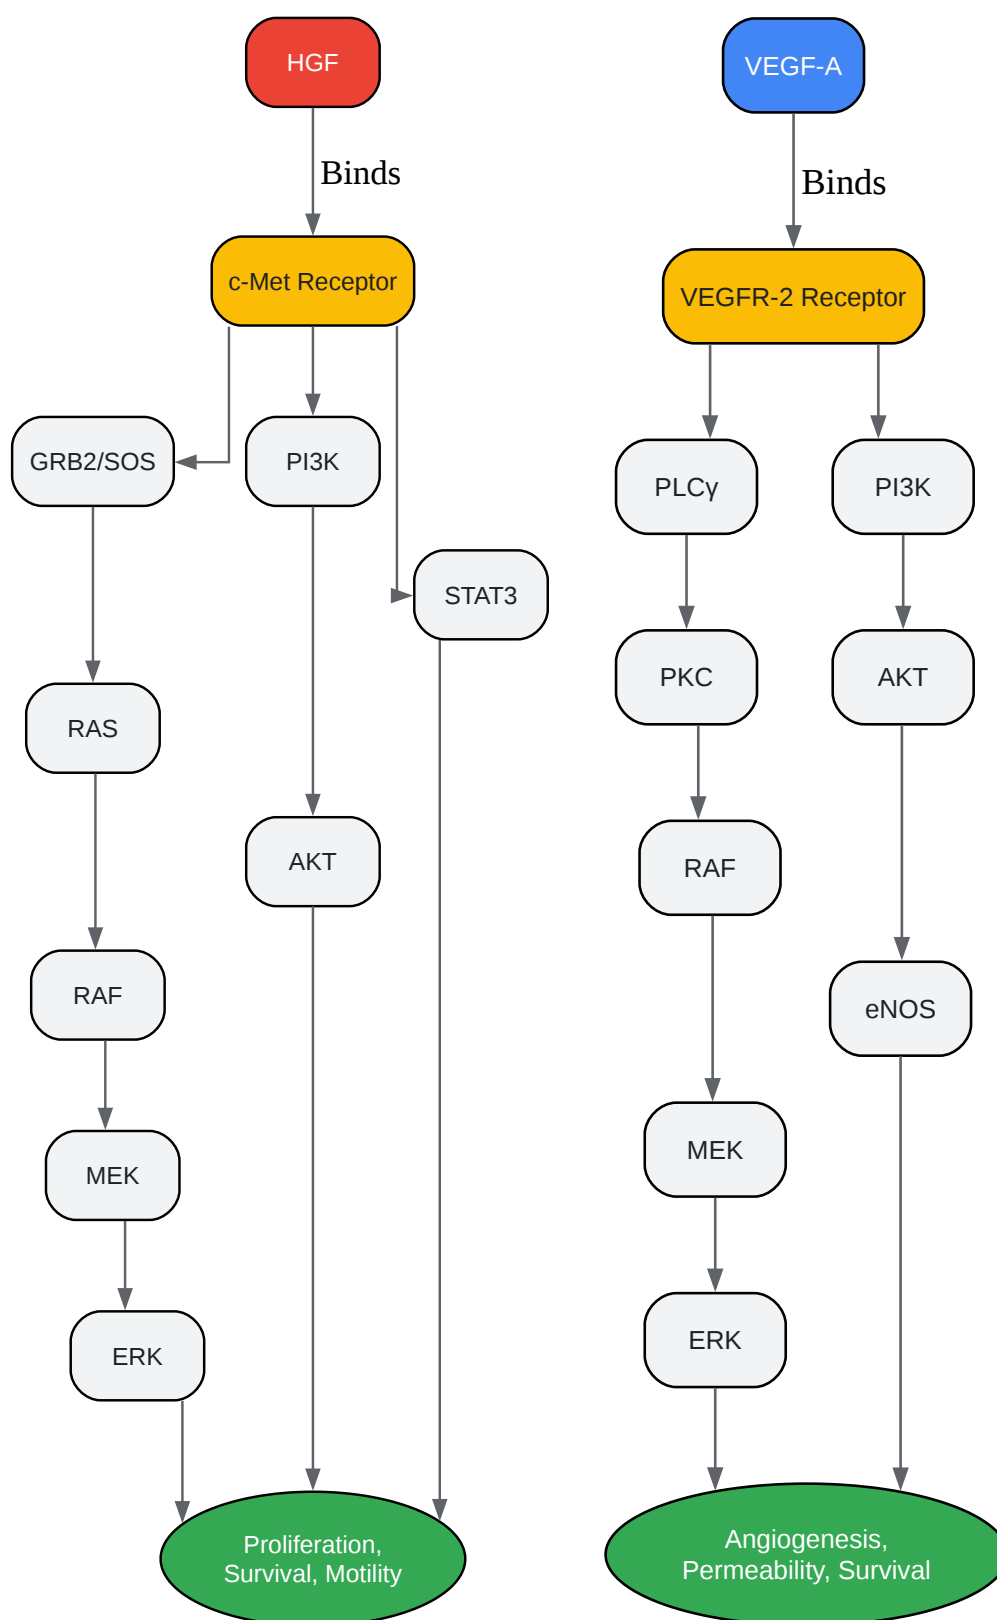 HGF
Binds
c-Met Receptor
GRB2/SOS
PI3K
STAT3
RAS
AKT
RAF
MEK
ERK
Proliferation,
Survival, Motility
VEGF-A
Binds
VEGFR-2 Receptor
PLCγ
PI3K
PKC
AKT
RAF
eNOS
MEK
ERK
Angiogenesis,
Permeability, Survival